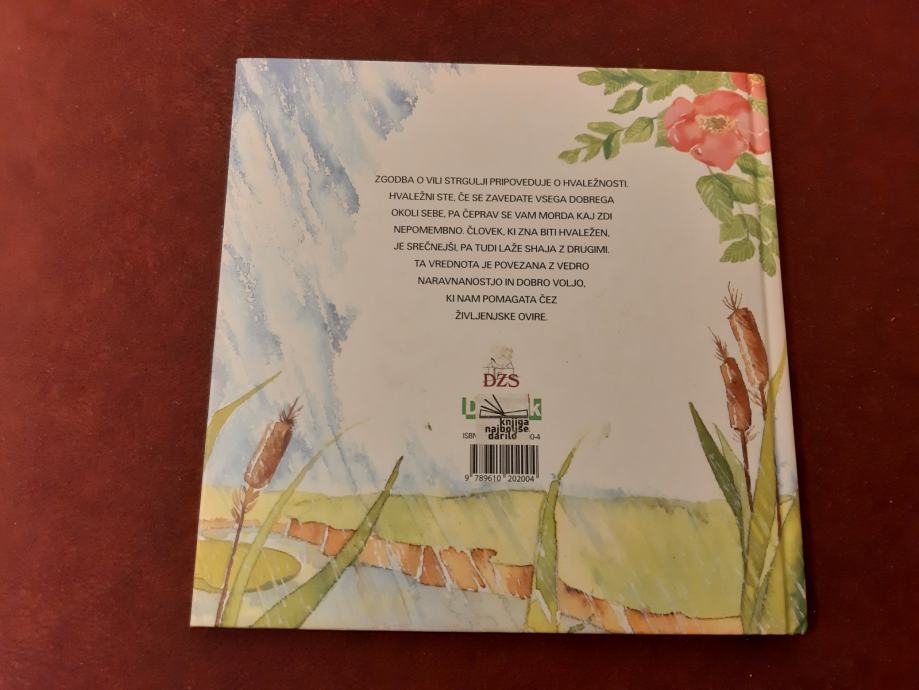 ZGODBA O VILI STRGULJI PRIPOVEDUJE O HVALEŽNOSTI.
HVALEŽNI STE, ČE SE ZAVEDATE VSEGA DOBREGA
OKOLI SEBE, PA ČEPRAV SE VAM MORDA KAJ ZDI
NEPOMEMBNO. ČLOVEK, KI ZNA BITI HVALEŽEN,
JE SREČNEJŠI, PA TUDI LAŽE SHAJA Z DRUGIMI.
TA VREDNOTA JE POVEZANA Z VEDRO
NARAVNANOSTJO IN DOBRO VOLJO,
KI NAM POMAGATA ČEZ
ŽIVLJENJSKE OVIRE.
DZS
D k
knjiga
najboljše
darilo
ISBN 0-4
9 789610 202004